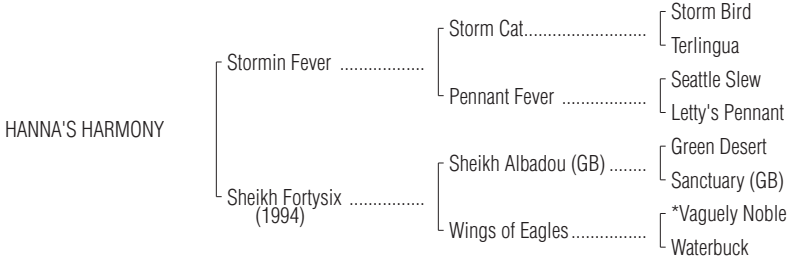 Storm Bird
Storm Cat.........................
Terlingua
Stormin Fever ..................
Seattle Slew
Pennant Fever ..................
Letty's Pennant
HANNA'S HARMONY
Green Desert
Sheikh Albadou (GB) ........
Sanctuary (GB)
Sheikh Fortysix ................
(1994)
*Vaguely Noble
Wings of Eagles................
Waterbuck